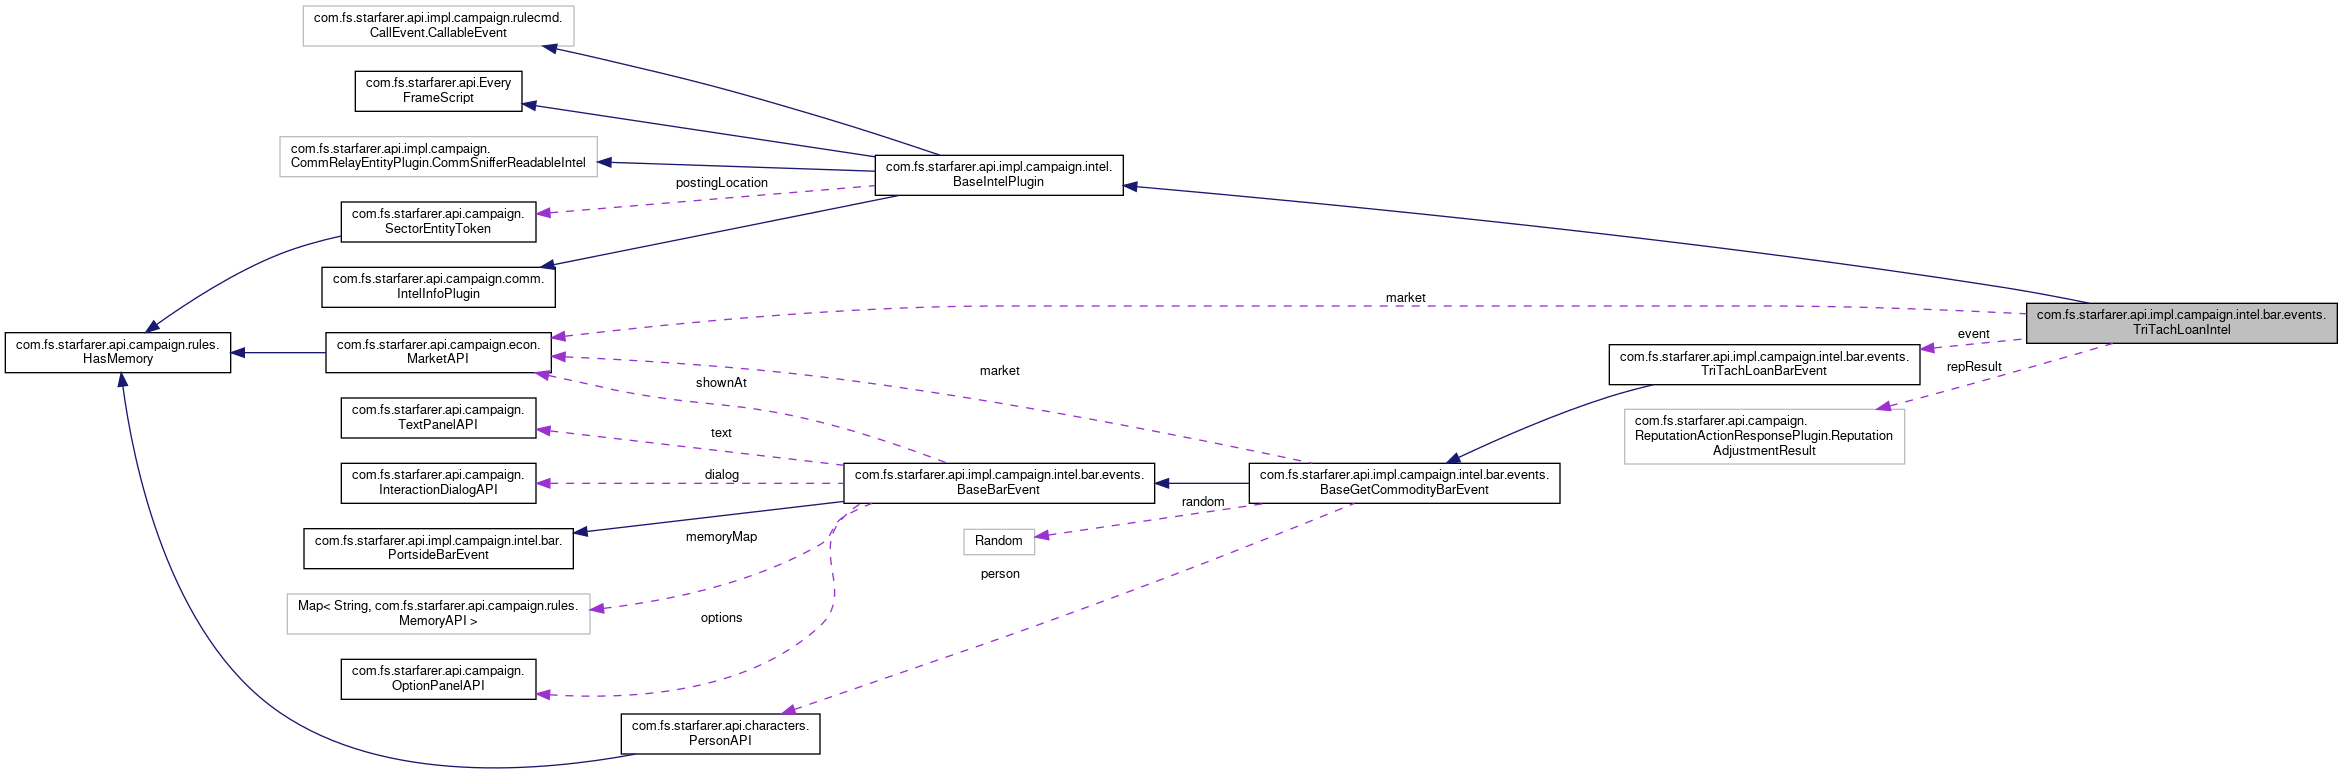 com.fs.starfarer.api.impl.campaign.rulecmd.
CallEvent.CallableEvent
com.fs.starfarer.api.Every
FrameScript
com.fs.starfarer.api.impl.campaign.
CommRelayEntityPlugin.CommSnifferReadableIntel
com.fs.starfarer.api.impl.campaign.intel.
BaseIntelPlugin
postingLocation
com.fs.starfarer.api.campaign.
SectorEntityToken
com.fs.starfarer.api.campaign.comm.
IntelInfoPlugin
market
com.fs.starfarer.api.impl.campaign.intel.bar.events.
TriTachLoanIntel
event
com.fs.starfarer.api.campaign.rules.
HasMemory
com.fs.starfarer.api.campaign.econ.
MarketAPI
com.fs.starfarer.api.impl.campaign.intel.bar.events.
TriTachLoanBarEvent
repResult
market
shownAt
com.fs.starfarer.api.campaign.
TextPanelAPI
text
com.fs.starfarer.api.campaign.
ReputationActionResponsePlugin.Reputation
AdjustmentResult
com.fs.starfarer.api.campaign.
InteractionDialogAPI
dialog
com.fs.starfarer.api.impl.campaign.intel.bar.events.
BaseBarEvent
com.fs.starfarer.api.impl.campaign.intel.bar.events.
BaseGetCommodityBarEvent
random
com.fs.starfarer.api.impl.campaign.intel.bar.
PortsideBarEvent
memoryMap
Random
person
Map< String, com.fs.starfarer.api.campaign.rules.
MemoryAPI >
options
com.fs.starfarer.api.campaign.
OptionPanelAPI
com.fs.starfarer.api.characters.
PersonAPI